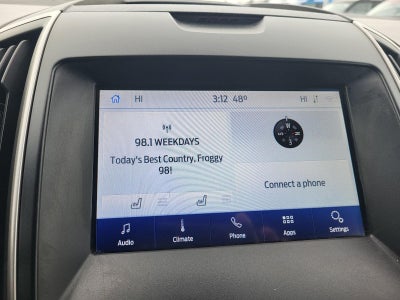 HI 3:12 48° HI
98.1 WEEKDAYS
Today's Best Country, Froggy
98!
Connect a phone
Audio Climate Phone Apps Settings